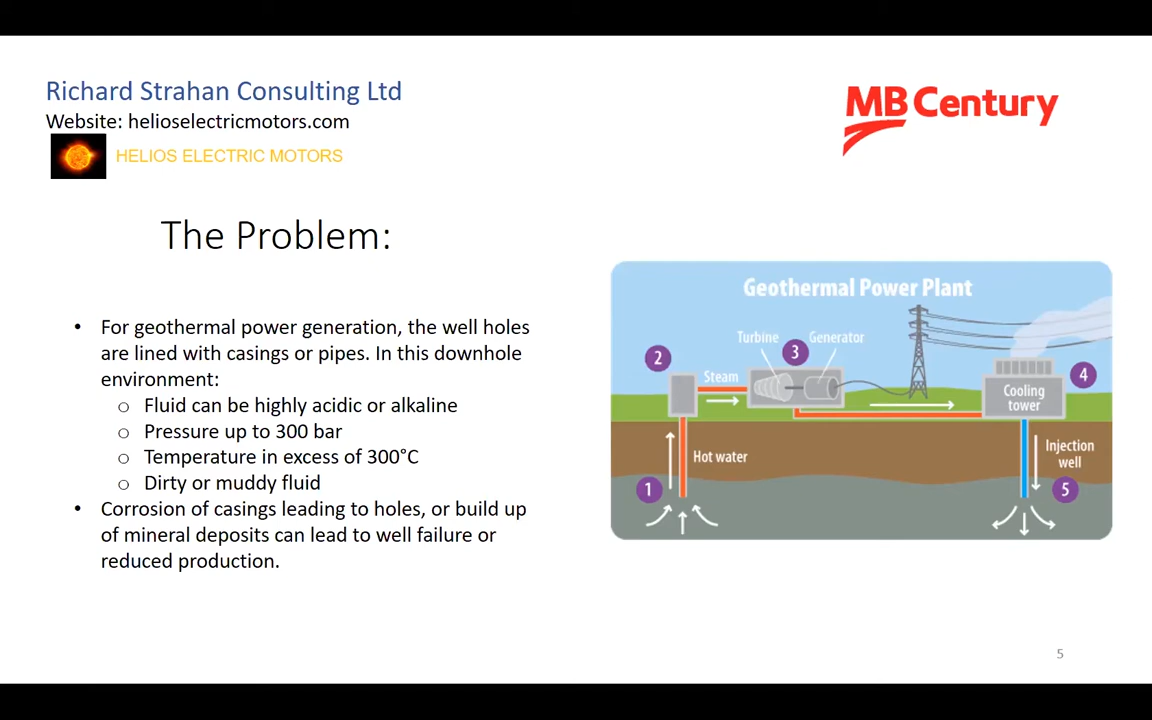 Richard Strahan Consulting Ltd
Website: helioselectricmotors.com
HELIOS ELECTRIC MOTORS
MB Century
The Problem:
• For geothermal power generation, the well holes
are lined with casings or pipes. In this downhole
environment:
o Fluid can be highly acidic or alkaline
o Pressure up to 300 bar
o Temperature in excess of 300°C
o Dirty or muddy fluid
• Corrosion of casings leading to holes, or build up
of mineral deposits can lead to well failure or
reduced production.
Geothermal Power Plant
Turbine
3
Generator
2
Steam
4
Cooling
tower
Hot water
1
Injection
well
5
5